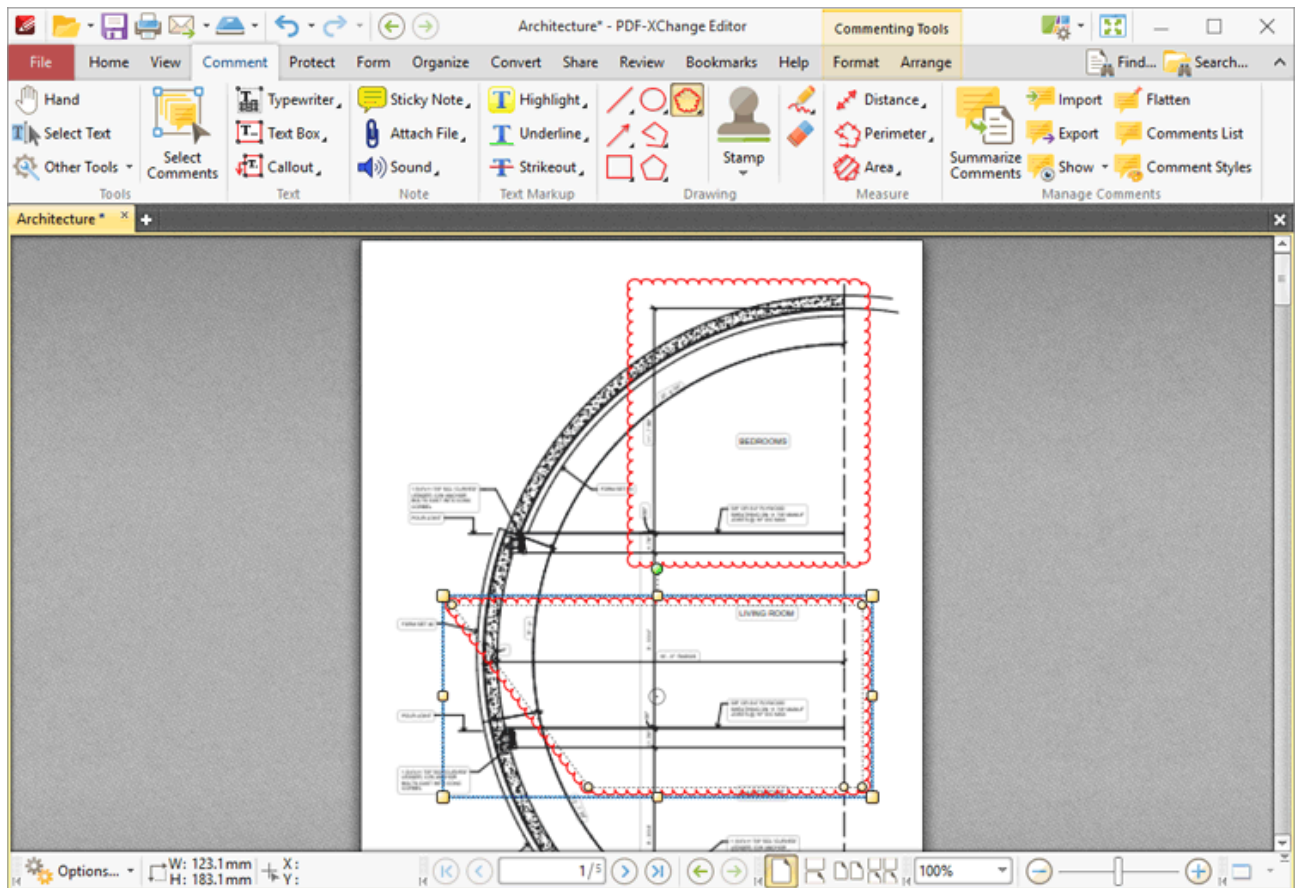 Architecture* - PDF-XChange Editor
Commenting Tools
File Home View Comment Protect Form Organize Convert Share Review Bookmarks Help Format Arrange Find... Search...
Hand
Select Text
Other Tools
Tools
Select
Comments
Typewriter
Text Box
Callout
Text
Sticky Note
Attach File
Sound
Note
Highlight
Underline
Strikeout
Text Markup
Drawing
Stamp
Distance
Perimeter
Area
Measure
Summarize
Comments
Import
Export
Show
Flatten
Comments List
Comment Styles
Manage Comments
Architecture *
BEDROOMS
LIVING ROOM
Options...
W: 123.1mm
H: 183.1mm
X:
Y:
1/5
100%